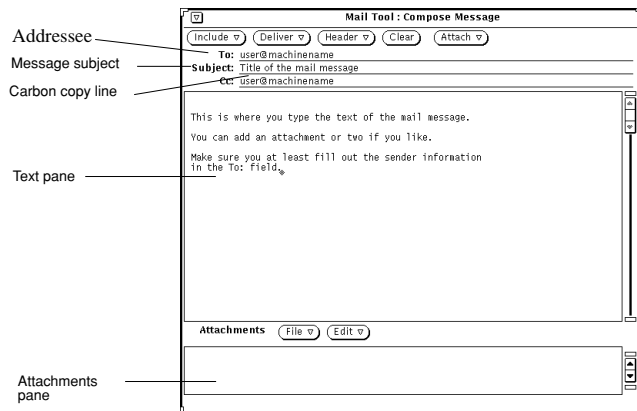 Mail Tool : Compose Message
Include Deliver Header Clear Attach
Addressee
To: user@machinename
Message subject
Subject: Title of the mail message
Carbon copy line
Cc: user@machinename
This is where you type the text of the mail message.
You can add an attachment or two if you like.
Make sure you at least fill out the sender information
in the To: field.
Text pane
Attachments File Edit
Attachments
pane